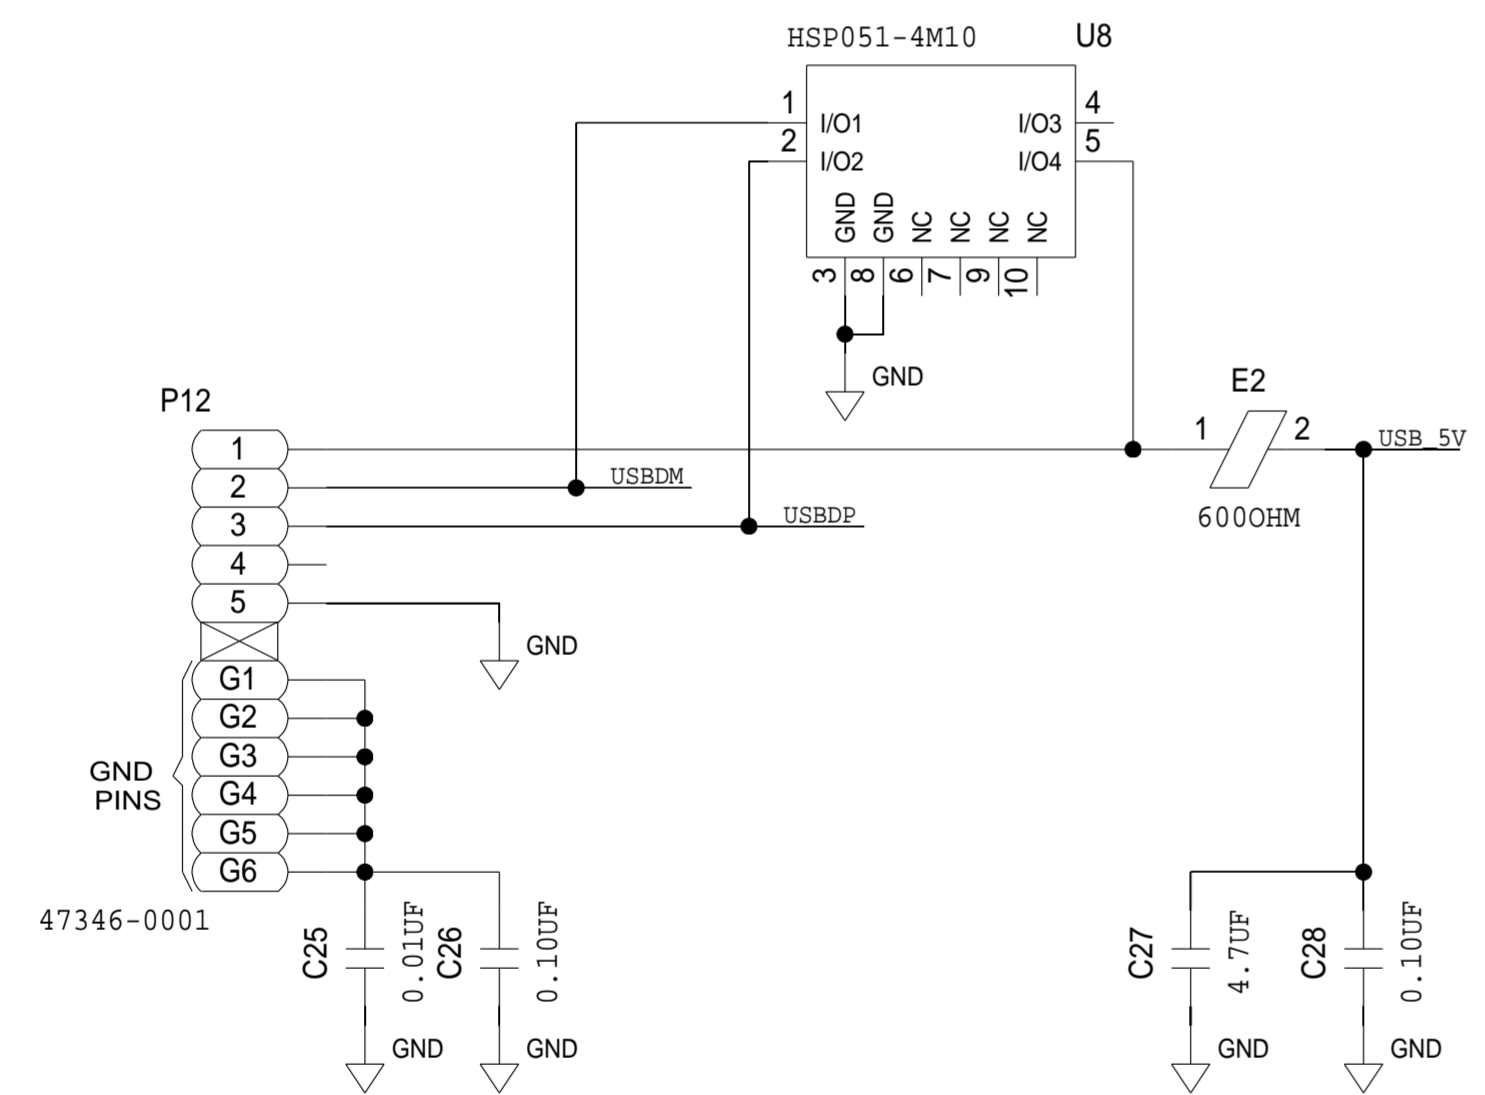 HSP051-4M10 U8
1 I/O1 I/O3 4
2 I/O2 I/O4 5
GND GND NC NC NC NC
3 8 6 7 9 10
GND
E2
P12
1 1 2 USB_5V
2 USBDM
3 USBDP
600OHM
4
5
GND
G1
G2
G3
GND
PINS
G4
G5
G6
47346-0001
C25 0.01UF C26 0.10UF C27 4.7UF C28 0.10UF
GND GND GND GND